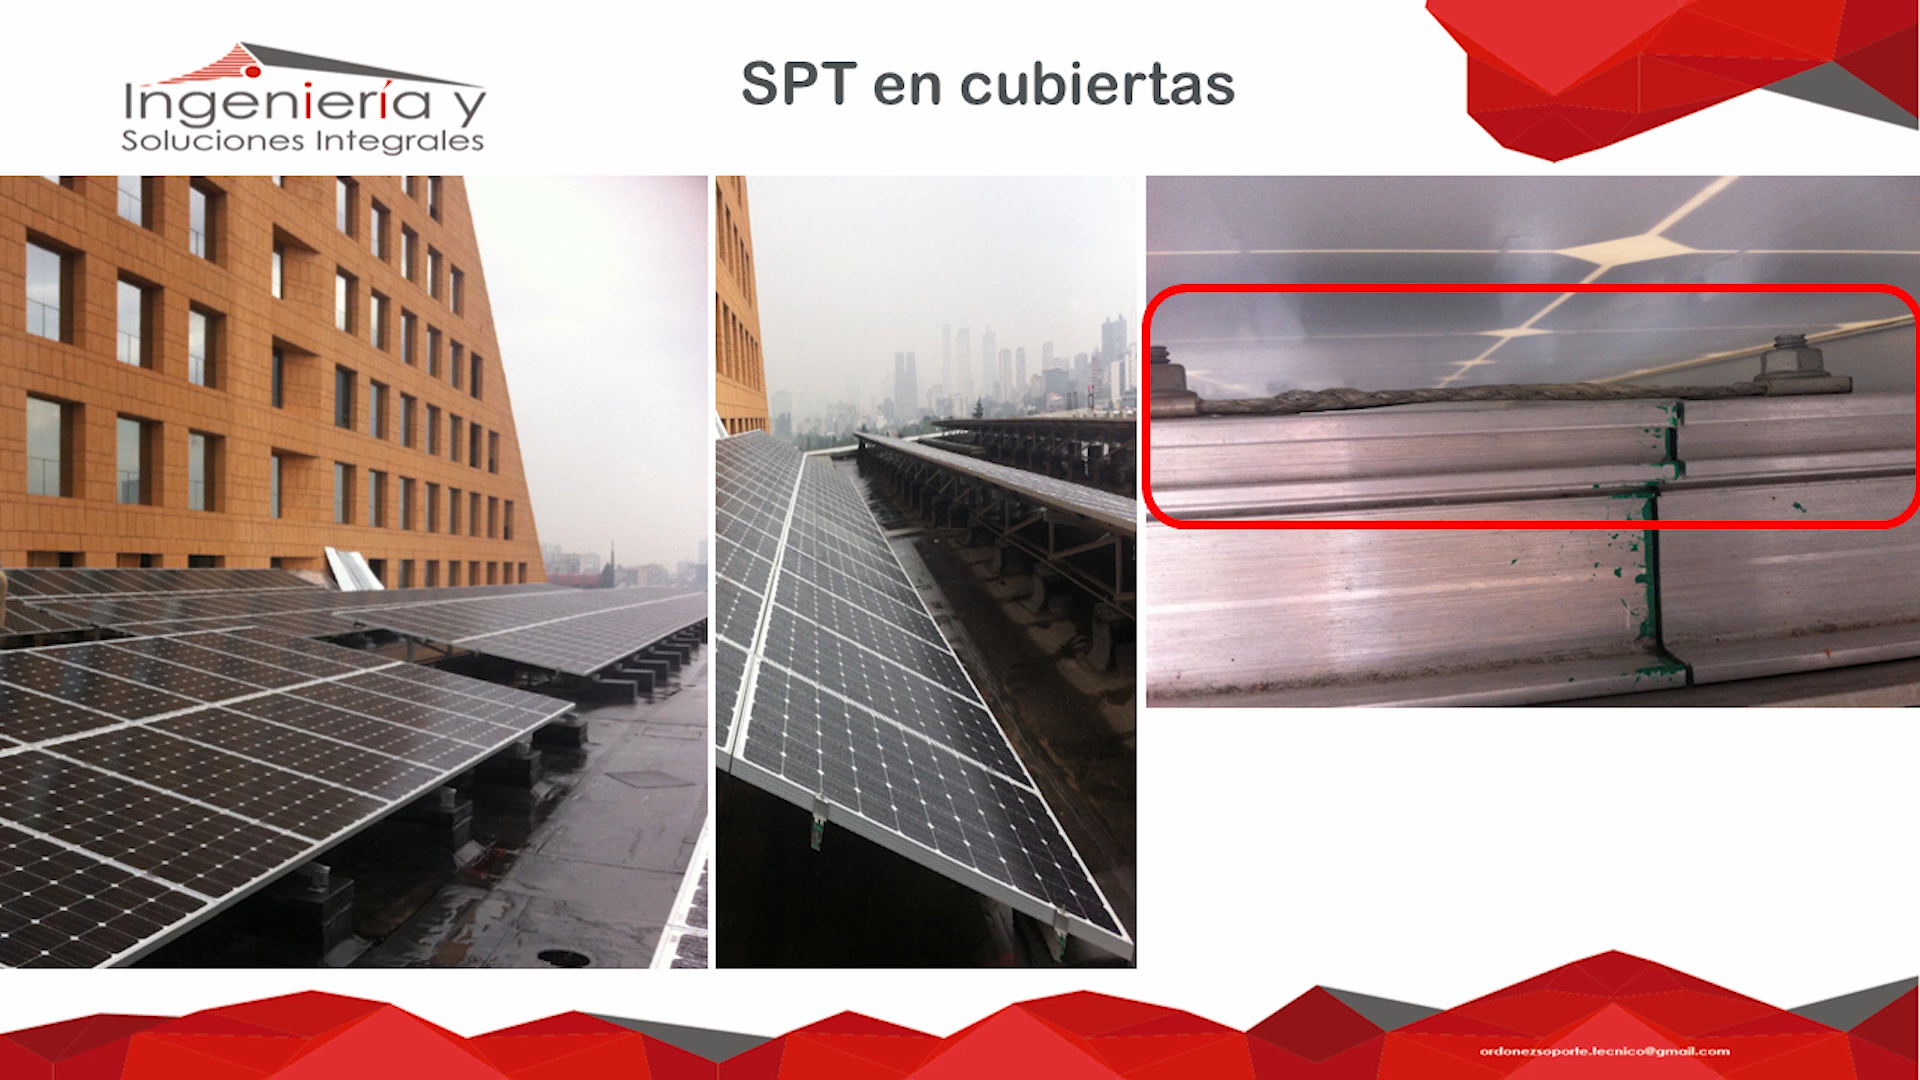 Ingeniería y
Soluciones Integrales
SPT en cubiertas
ordonezsoporte.tecnico@gmail.com